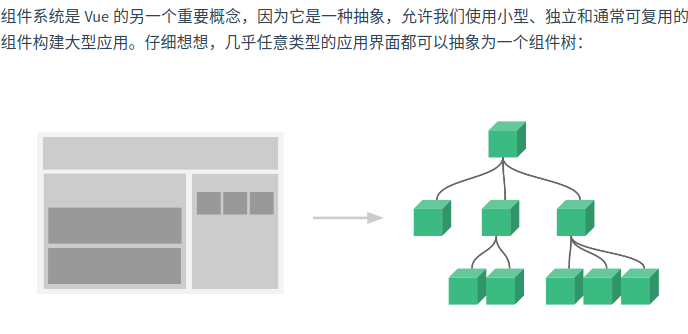 组件系统是 Vue 的另一个重要概念，因为它是一种抽象，允许我们使用小型、独立和通常可复用的
组件构建大型应用。仔细想想，几乎任意类型的应用界面都可以抽象为一个组件树：